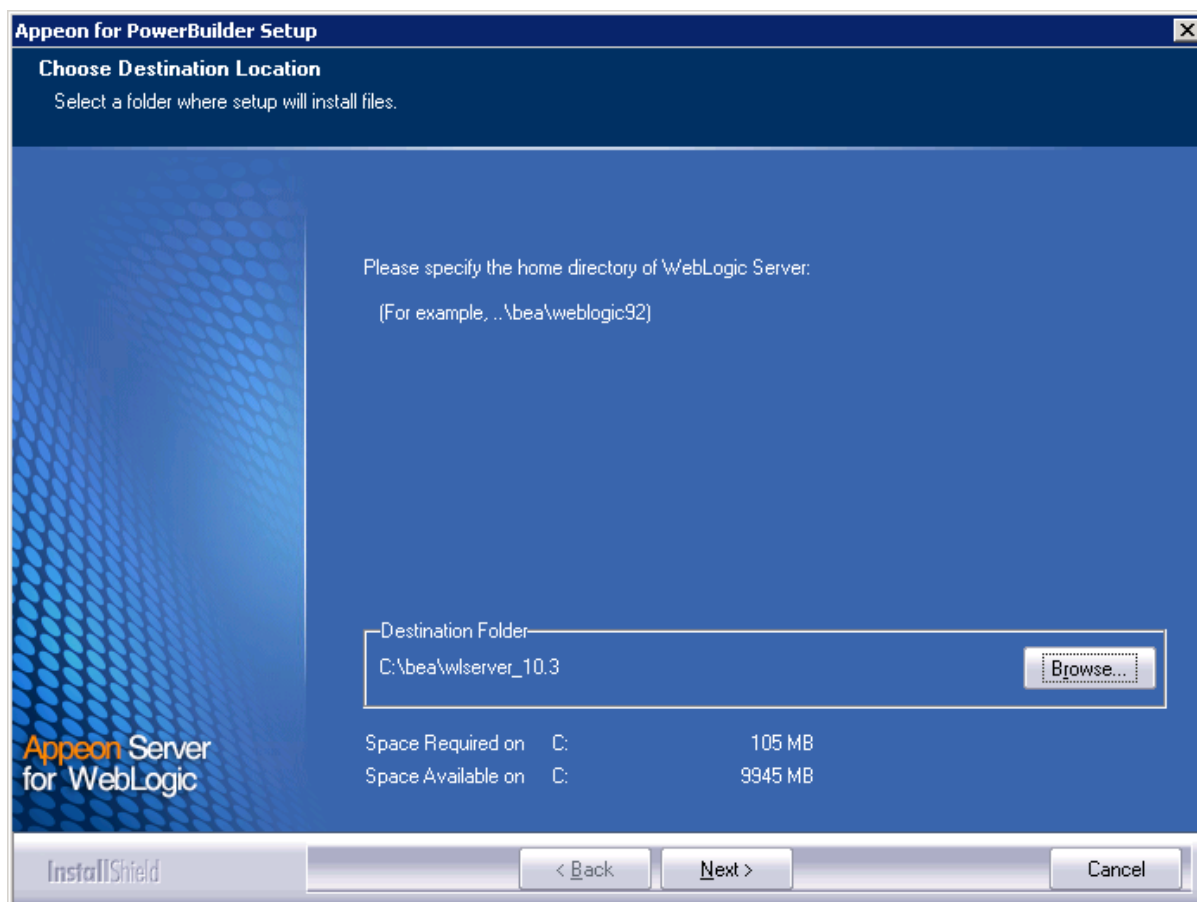 Appeon for PowerBuilder Setup
Choose Destination Location
Select a folder where setup will install files.
Please specify the home directory of WebLogic Server:
(For example, ..\bea\weblogic92)
Destination Folder
C:\bea\wlserver_10.3
Browse...
Space Required on C: 105 MB
Space Available on C: 9945 MB
Appeon Server
for WebLogic
InstallShield
< Back
Next >
Cancel